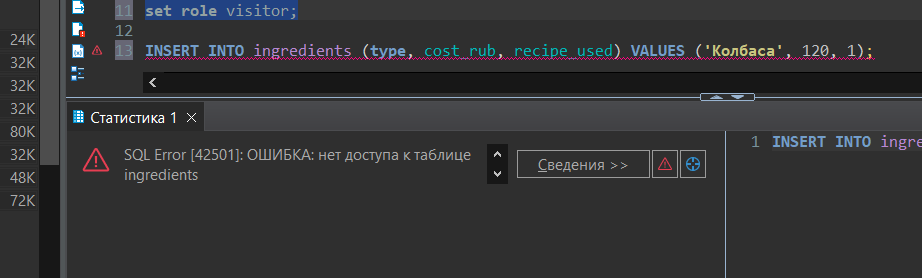 11 set role visitor;
12
24K
13 INSERT INTO ingredients (type, cost_rub, recipe_used) VALUES ('Колбаса', 120, 1);
32K
32K
32K
80K
Статистика 1
32K
SQL Error [42501]: ОШИБКА: нет доступа к таблице
ingredients
Сведения >>
1 INSERT INTO ingre
48K
72K